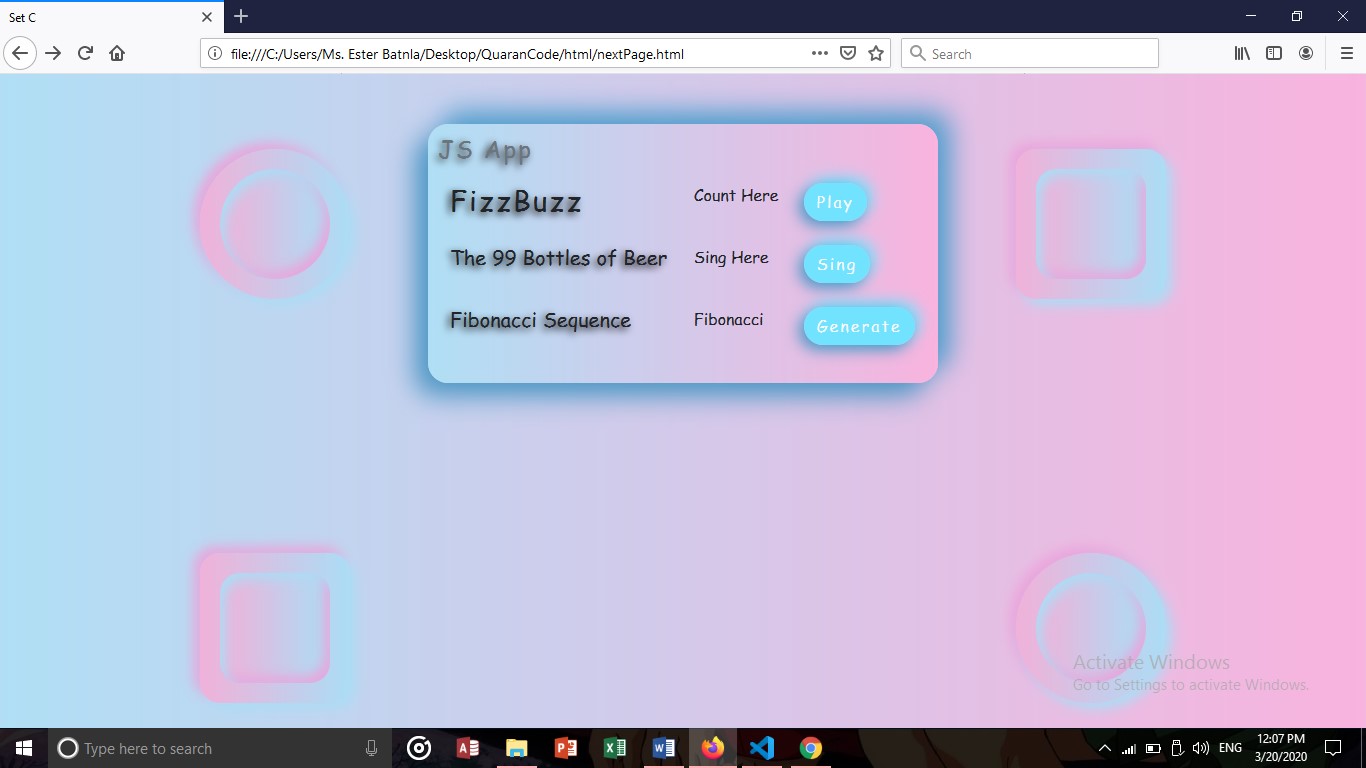 Set C
file:///C:/Users/Ms. Ester Batnla/Desktop/QuaranCode/html/nextPage.html
Search
JS App
FizzBuzz Count Here Play
The 99 Bottles of Beer Sing Here Sing
Fibonacci Sequence Fibonacci Generate
Activate Windows
Go to Settings to activate Windows.
Type here to search
ENG
12:07 PM
3/20/2020